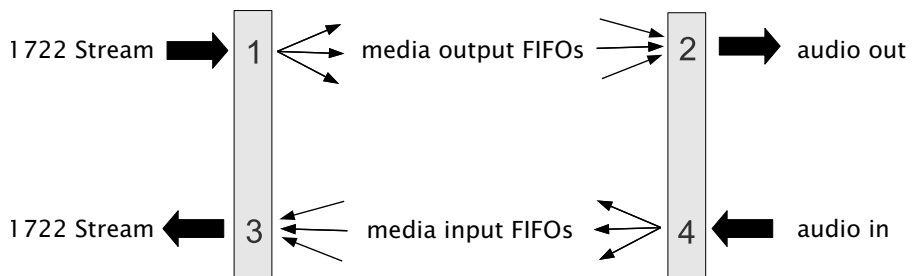 1722 Stream 1 media output FIFOs 2 audio out
1722 Stream 3 media input FIFOs 4 audio in